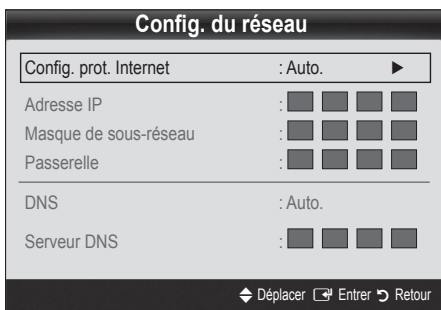 Config. du réseau
Config. prot. Internet : Auto. ►
Adresse IP :
Masque de sous-réseau :
Passerelle :
DNS : Auto.
Serveur DNS :
Déplacer Entrer Retour